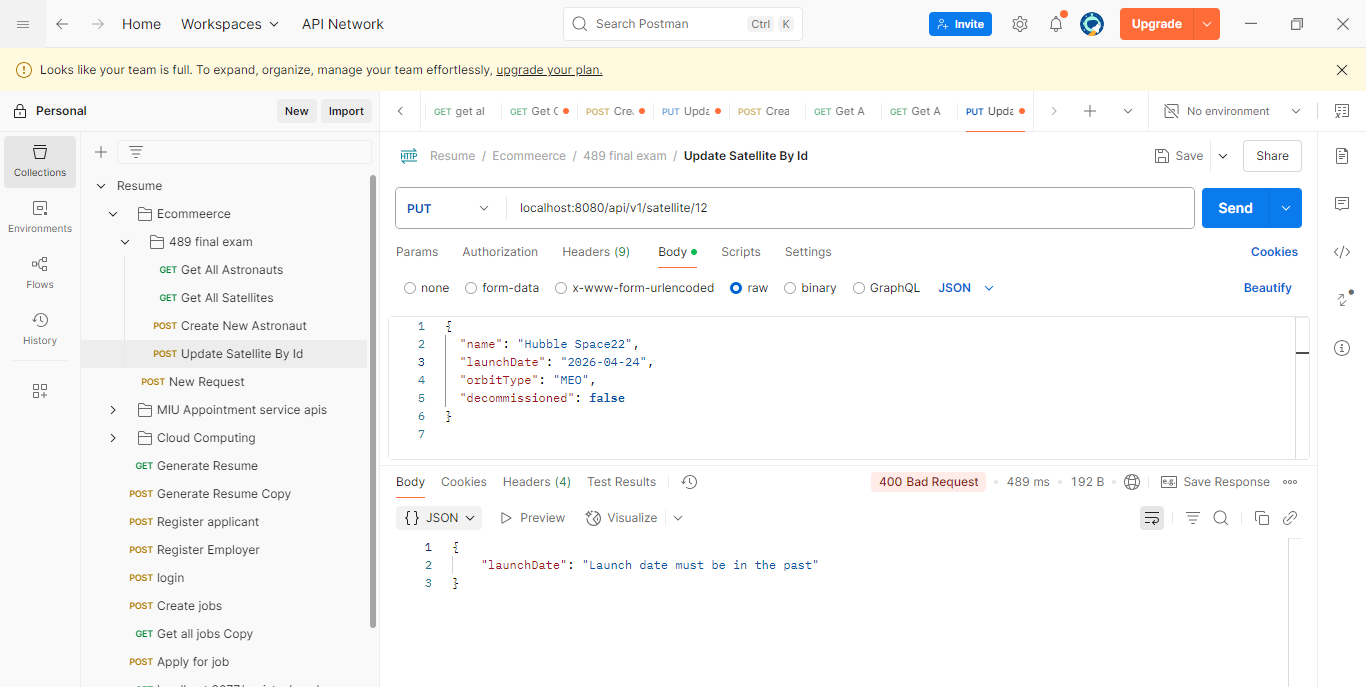 Home Workspaces API Network Search Postman Ctrl K Invite Upgrade
Looks like your team is full. To expand, organize, manage your team effortlessly, upgrade your plan.
Personal New Import
GET get al GET Get C POST Cre. PUT Upda POST Crea GET Get A GET Get A PUT Upda No environment
Collections
Environments
Flows
History
Resume
Ecommeerce
489 final exam
GET Get All Astronauts
GET Get All Satellites
POST Create New Astronaut
POST Update Satellite By Id
POST New Request
MIU Appointment service apis
Cloud Computing
GET Generate Resume
POST Generate Resume Copy
POST Register applicant
POST Register Employer
POST login
POST Create jobs
GET Get all jobs Copy
POST Apply for job
HTTP Resume / Ecommeerce / 489 final exam / Update Satellite By Id Save Share
PUT localhost:8080/api/v1/satellite/12 Send
Params Authorization Headers (9) Body Scripts Settings Cookies
none form-data x-www-form-urlencoded raw binary GraphQL JSON Beautify
1 {
2 "name": "Hubble Space22",
3 "launchDate": "2026-04-24",
4 "orbitType": "MEO",
5 "decommissioned": false
6 }
7
Body Cookies Headers (4) Test Results 400 Bad Request 489 ms 192 B e.g. Save Response
{} JSON Preview Visualize
1 {
2 "launchDate": "Launch date must be in the past"
3 }